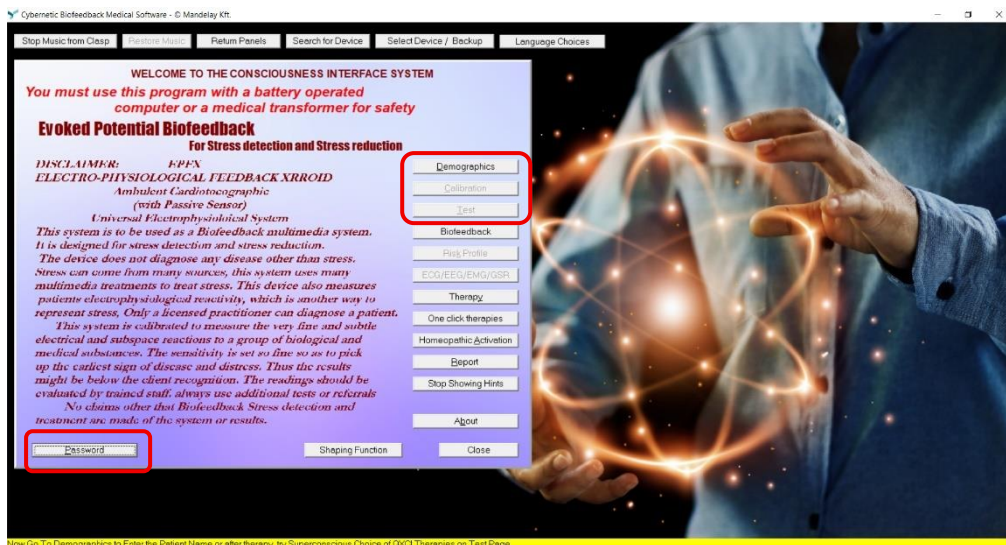 Cybernetic Biofeedback Medical Software - © Mandelay Kft.
Stop Music from Clasp
Restore Music
Return Panels
Search for Device
Select Device / Backup
Language Choices
WELCOME TO THE CONSCIOUSNESS INTERFACE SYSTEM
You must use this program with a battery operated
computer or a medical transformer for safety
Evoked Potential Biofeedback
For Stress detection and Stress reduction
DISCLAIMER: EPFX
ELECTRO-PHYSIOLOGICAL FEEDBACK XRROID
Ambulent Cardiotocographic
(with Passive Sensor)
Universal Electrophysioloical System
This system is to be used as a Biofeedback multimedia system.
It is designed for stress detection and stress reduction.
The device does not diagnose any disease other than stress.
Stress can come from many sources, this system uses many
multimedia treatments to treat stress. This device also measures
patients electrophysiological reactivity, which is another way to
represent stress, Only a licensed practitioner can diagnose a patient.
This system is calibrated to measure the very fine and subtle
electrical and subspace reactions to a group of biological and
medical substances. The sensitivity is set so fine so as to pick
up the earliest sign of disease and distress. Thus the results
might be below the client recognition. The readings should be
evaluated by trained staff. always use additional tests or referrals
No claims other that Biofeedback Stress detection and
treatment are made of the system or results.
Demographics
Calibration
Test
Biofeedback
Risk Profile
ECG/EEG/EMG/GSR
Therapy
One click therapies
Homeopathic Activation
Report
Stop Showing Hints
About
Password
Shaping Function
Close
Now Go To Demographics to Enter the Patient Name or after therapy, try Superconscious Choice of QXCI Therapies on Test Page